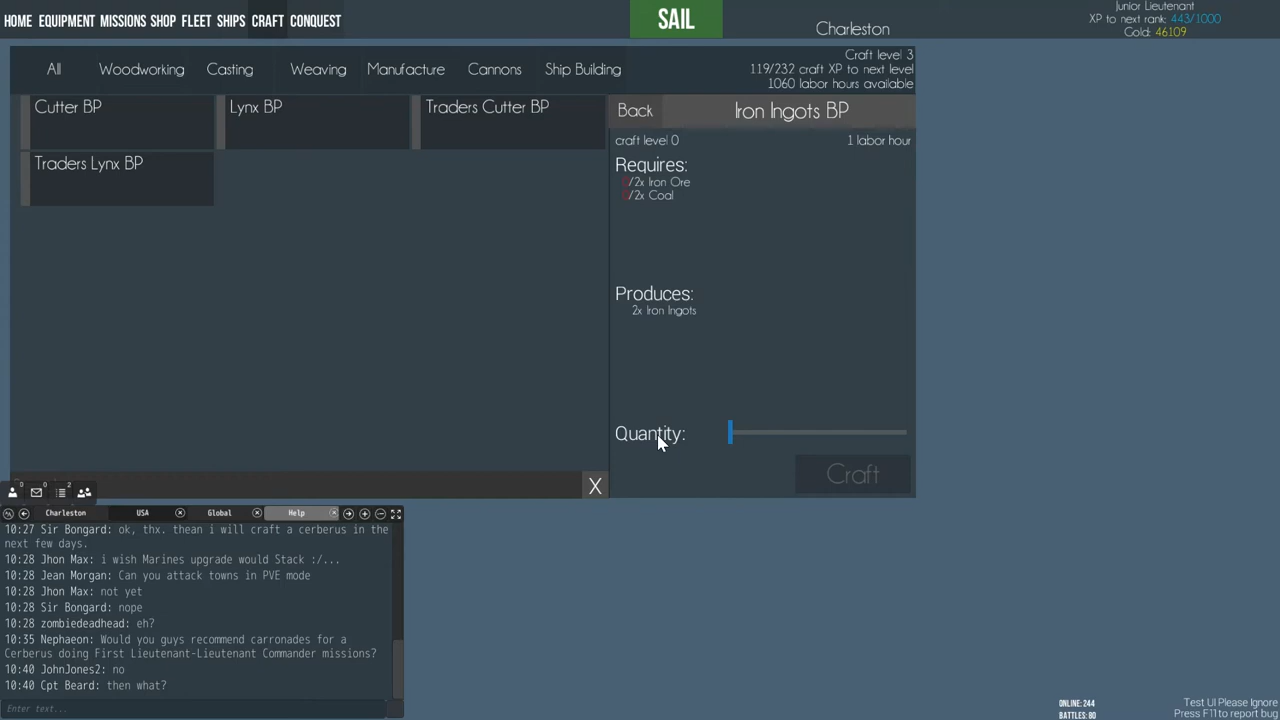 HOME EQUIPMENT MISSIONS SHOP FLEET SHIPS CRAFT CONQUEST
SAIL
Charleston
Junior Lieutenant
XP to next rank: 443/1000
Gold: 46109
All Woodworking Casting Weaving Manufacture Cannons Ship Building
Craft level 3
119/232 craft XP to next level
1060 labor hours available
Cutter BP Lynx BP Traders Cutter BP
Traders Lynx BP
Back Iron Ingots BP
craft level 0 1 labor hour
Requires:
0/2x Iron Ore
0/2x Coal
Produces:
2x Iron Ingots
Quantity:
Craft
X
0 0 2
Charleston USA Global Help
10:27 Sir Bongard: ok, thx. thean i will craft a cerberus in the
next few days.
10:28 Jhon Max: i wish Marines upgrade would Stack :/...
10:28 Jean Morgan: Can you attack towns in PVE mode
10:28 Jhon Max: not yet
10:28 Sir Bongard: nope
10:28 zombiedeadhead: eh?
10:35 Nephaeon: Would you guys recommend carronades for a
Cerberus doing First Lieutenant-Lieutenant Commander missions?
10:40 JohnJones2: no
10:40 Cpt Beard: then what?
Enter text...
ONLINE: 244
BATTLES: 80
Test UI Please Ignore
Press F11 to report bug